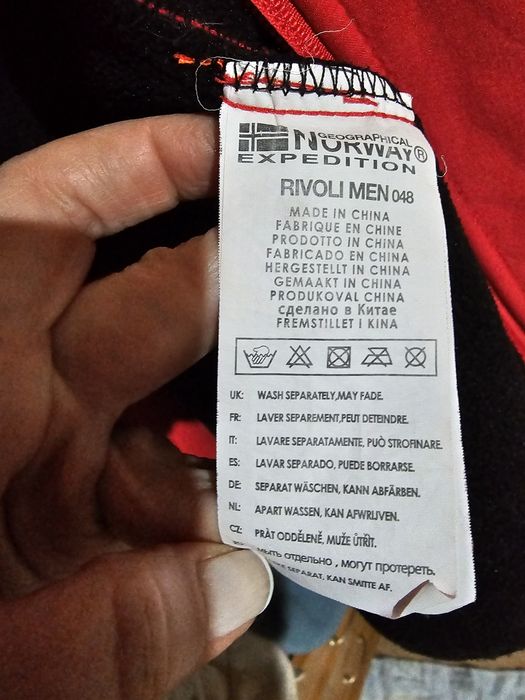 GEOGRAPHICAL
NORWAY®
EXPEDITION
RIVOLI MEN 048
MADE IN CHINA
FABRIQUE EN CHINE
PRODOTTO IN CHINA
FABRICADO EN CHINA
HERGESTELLT IN CHINA
GEMAAKT IN CHINA
PRODUKOVAL CHINA
сделано в Китае
FREMSTILLET I KINA
UK: WASH SEPARATELY,MAY FADE.
FR: LAVER SEPAREMENT,PEUT DETEINDRE.
IT: LAVARE SEPARATAMENTE, PUÒ STROFINARE.
ES: LAVAR SEPARADO, PUEDE BORRARSE.
DE: SEPARAT WÄSCHEN, KANN ABFÄRBEN.
NL: APART WASSEN, KAN AFWRIJVEN.
CZ: PRÀT ODDĚLENĚ, MUŽE ŮTŘÍT.
мыть отдельно , могут протереть.
SEPARAT, KAN SMITTE AF.